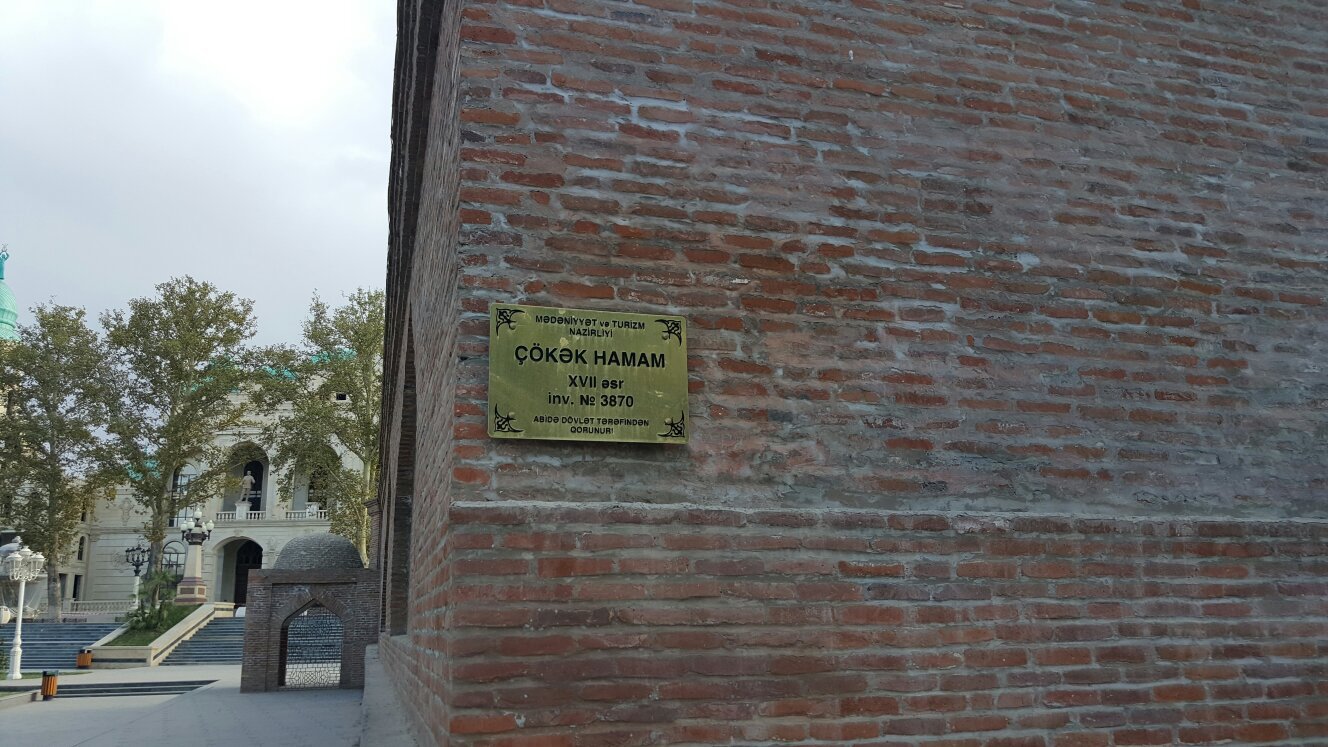 MƏDƏNİYYƏT və TURİZM
NAZİRLİYİ
ÇÖKƏK HAMAM
XVII əsr
inv. № 3870
ABİDƏ DÖVLƏT TƏRƏFİNDƏN
QORUNUR!